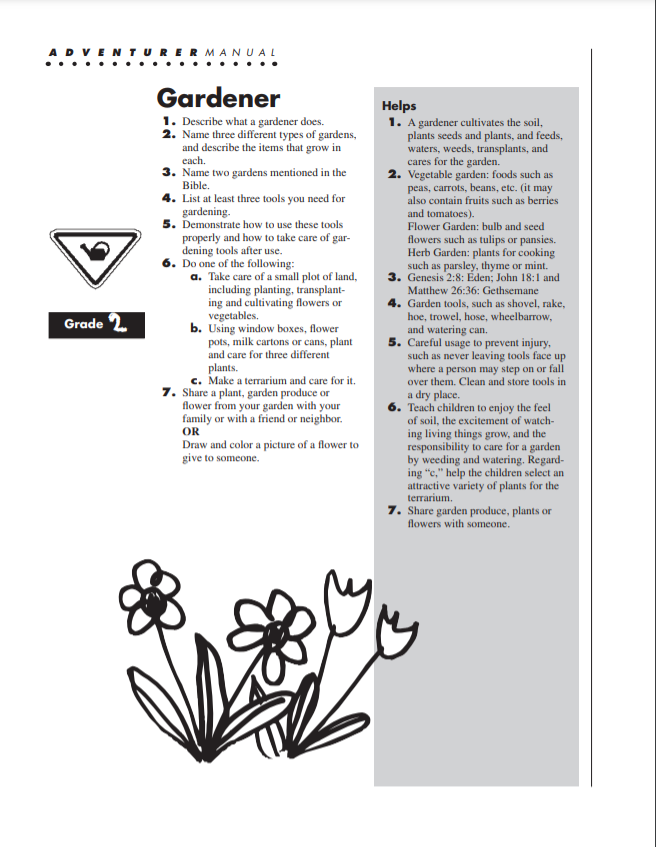 ADVENTURER MANUAL
Gardener
1. Describe what a gardener does.
2. Name three different types of gardens,
and describe the items that grow in
each.
3. Name two gardens mentioned in the
Bible.
4. List at least three tools you need for
gardening.
5. Demonstrate how to use these tools
properly and how to take care of gar-
dening tools after use.
6. Do one of the following:
a. Take care of a small plot of land,
including planting, transplant-
ing and cultivating flowers or
vegetables.
b. Using window boxes, flower
pots, milk cartons or cans, plant
and care for three different
plants.
c. Make a terrarium and care for it.
7. Share a plant, garden produce or
flower from your garden with your
family or with a friend or neighbor.
OR
Draw and color a picture of a flower to
give to someone.
Grade 2
Helps
1. A gardener cultivates the soil,
plants seeds and plants, and feeds,
waters, weeds, transplants, and
cares for the garden.
2. Vegetable garden: foods such as
peas, carrots, beans, etc. (it may
also contain fruits such as berries
and tomatoes).
Flower Garden: bulb and seed
flowers such as tulips or pansies.
Herb Garden: plants for cooking
such as parsley, thyme or mint.
3. Genesis 2:8: Eden; John 18:1 and
Matthew 26:36: Gethsemane
4. Garden tools, such as shovel, rake,
hoe, trowel, hose, wheelbarrow,
and watering can.
5. Careful usage to prevent injury,
such as never leaving tools face up
where a person may step on or fall
over them. Clean and store tools in
a dry place.
6. Teach children to enjoy the feel
of soil, the excitement of watch-
ing living things grow, and the
responsibility to care for a garden
by weeding and watering. Regard-
ing “c,” help the children select an
attractive variety of plants for the
terrarium.
7. Share garden produce, plants or
flowers with someone.